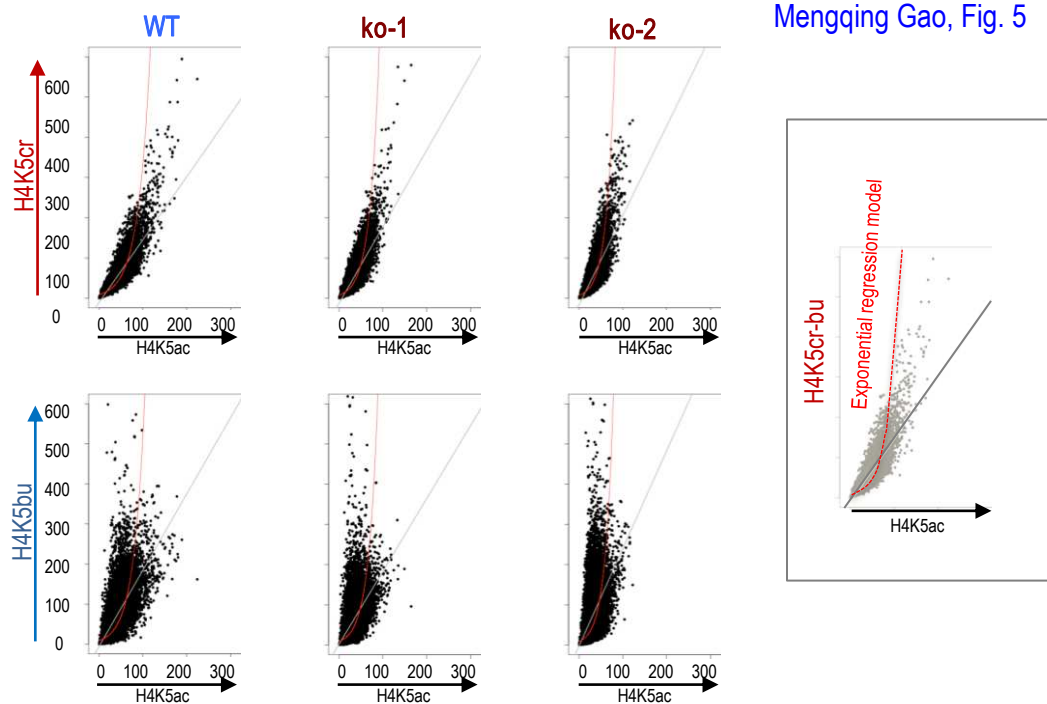 Mengqing Gao, Fig. 5
WT
ko-1
ko-2
H4K5cr
600
500
400
300
200
100
0
0 100 200 300
H4K5ac
0 100 200 300
H4K5ac
0 100 200 300
H4K5ac
H4K5bu
600
500
400
300
200
100
0
0 100 200 300
H4K5ac
0 100 200 300
H4K5ac
0 100 200 300
H4K5ac
H4K5cr-bu
Exponential regression model
H4K5ac